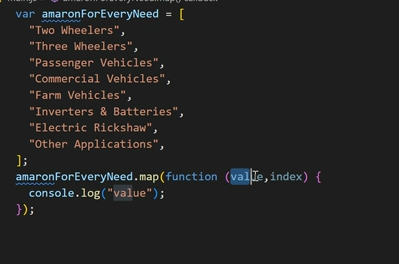 var amaronForEveryNeed = [
"Two Wheelers",
"Three Wheelers",
"Passenger Vehicles",
"Commercial Vehicles",
"Farm Vehicles",
"Inverters & Batteries",
"Electric Rickshaw",
"Other Applications",
];
amaronForEveryNeed.map(function (value,index) {
console.log("value");
});